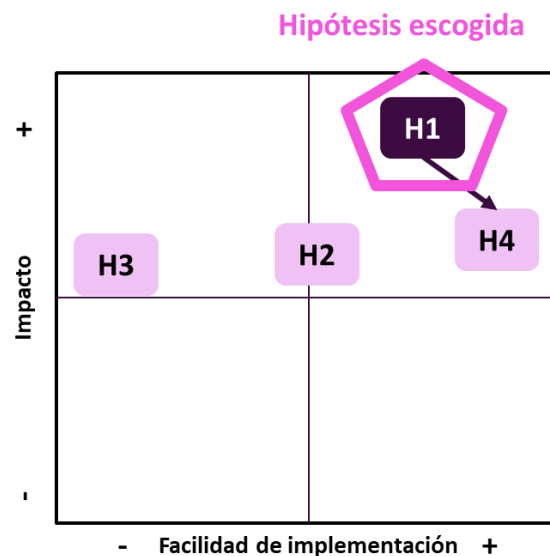 Hipótesis escogida
+
H1
H4
H2
H3
Impacto
-
- Facilidad de implementación +